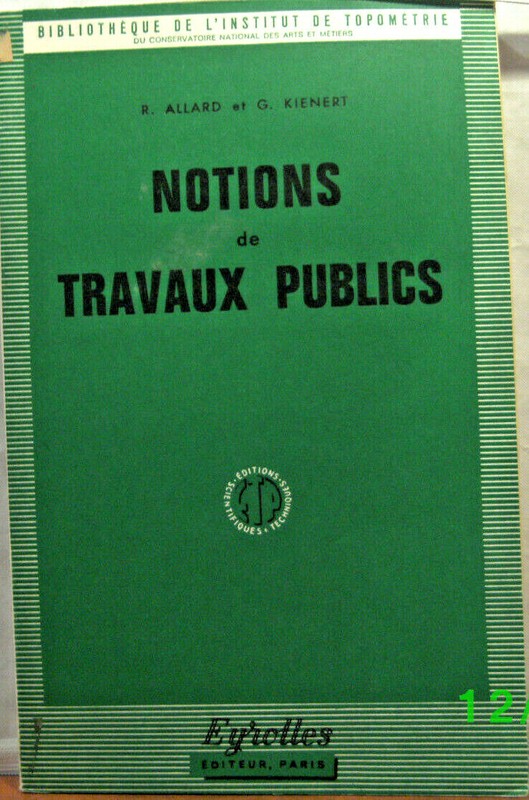 BIBLIOTHÈQUE DE L'INSTITUT DE TOPOMÉTRIE
DU CONSERVATOIRE NATIONAL DES ARTS ET MÉTIERS
R. ALLARD et G. KIENERT
NOTIONS
de
TRAVAUX PUBLICS
ÉDITIONS
SCIENTIFIQUES • TECHNIQUES
ETP
12/
Eyrolles
ÉDITEUR, PARIS